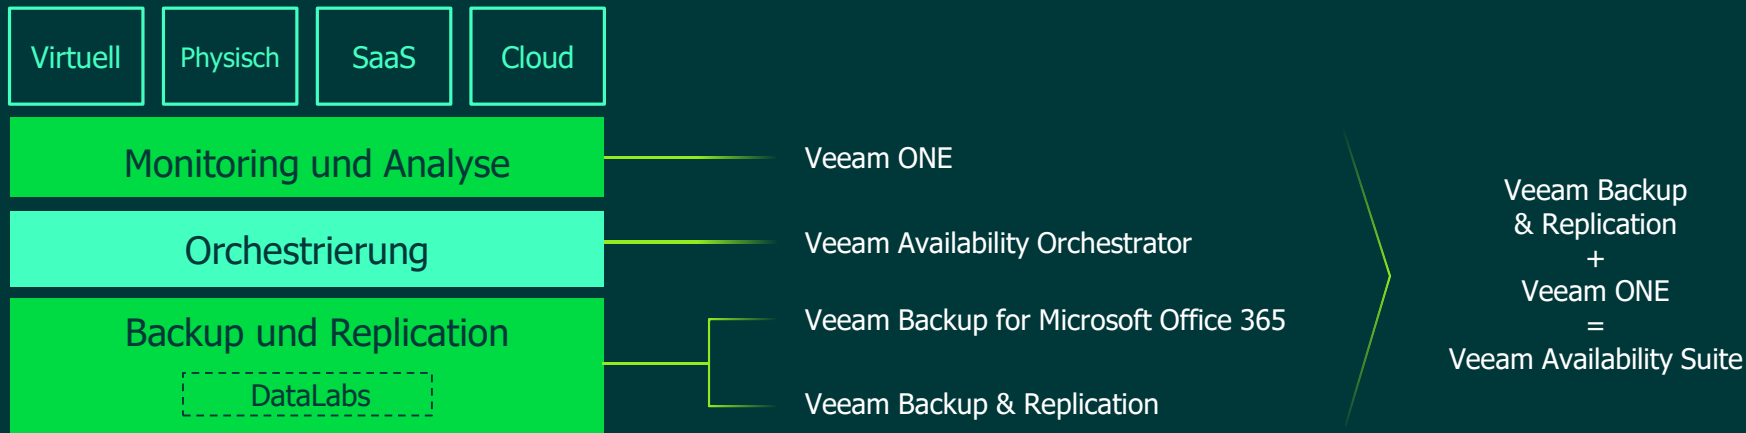 Virtuell
Physisch
SaaS
Cloud
Monitoring und Analyse
Veeam ONE
Orchestrierung
Veeam Availability Orchestrator
Backup und Replication
DataLabs
Veeam Backup for Microsoft Office 365
Veeam Backup & Replication
Veeam Backup
& Replication
+
Veeam ONE
=
Veeam Availability Suite